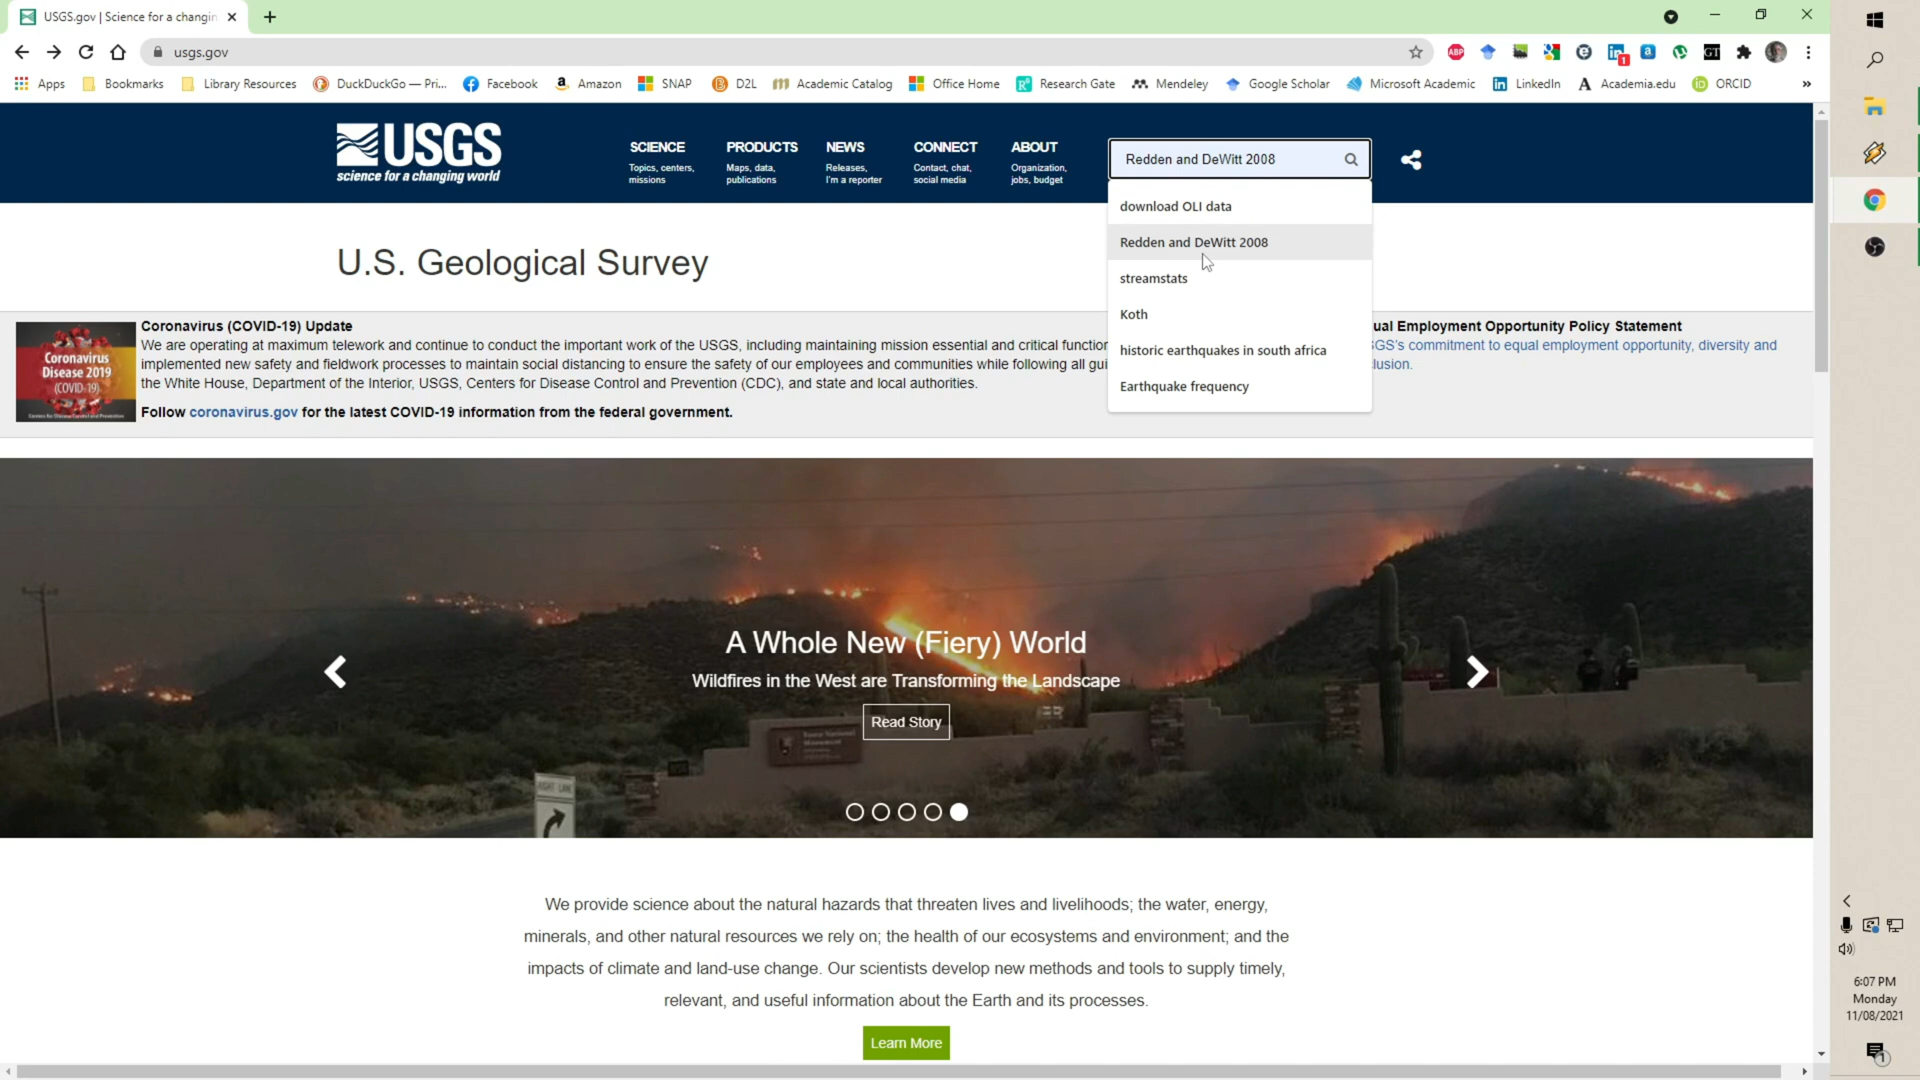 USGS.gov | Science for a changin
usgs.gov
ABP
in
1
a
GT
Apps
Bookmarks
Library Resources
DuckDuckGo — Pri...
Facebook
Amazon
SNAP
D2L
Academic Catalog
Office Home
Research Gate
Mendeley
Google Scholar
Microsoft Academic
LinkedIn
Academia.edu
ORCID
»
USGS
science for a changing world
SCIENCE
Topics, centers,
missions
PRODUCTS
Maps, data,
publications
NEWS
Releases,
I'm a reporter
CONNECT
Contact, chat,
social media
ABOUT
Organization,
jobs, budget
Redden and DeWitt 2008
download OLI data
Redden and DeWitt 2008
streamstats
Koth
historic earthquakes in south africa
Earthquake frequency
U.S. Geological Survey
Coronavirus
Disease 2019
(COVID-19)
Coronavirus (COVID-19) Update
We are operating at maximum telework and continue to conduct the important work of the USGS, including maintaining mission essential and critical function
implemented new safety and fieldwork processes to maintain social distancing to ensure the safety of our employees and communities while following all gui
the White House, Department of the Interior, USGS, Centers for Disease Control and Prevention (CDC), and state and local authorities.
Follow coronavirus.gov for the latest COVID-19 information from the federal government.
ual Employment Opportunity Policy Statement
GS's commitment to equal employment opportunity, diversity and
lusion.
A Whole New (Fiery) World
Wildfires in the West are Transforming the Landscape
Read Story
RIGHT LANE
We provide science about the natural hazards that threaten lives and livelihoods; the water, energy,
minerals, and other natural resources we rely on; the health of our ecosystems and environment; and the
impacts of climate and land-use change. Our scientists develop new methods and tools to supply timely,
relevant, and useful information about the Earth and its processes.
Learn More
6:07 PM
Monday
11/08/2021
1